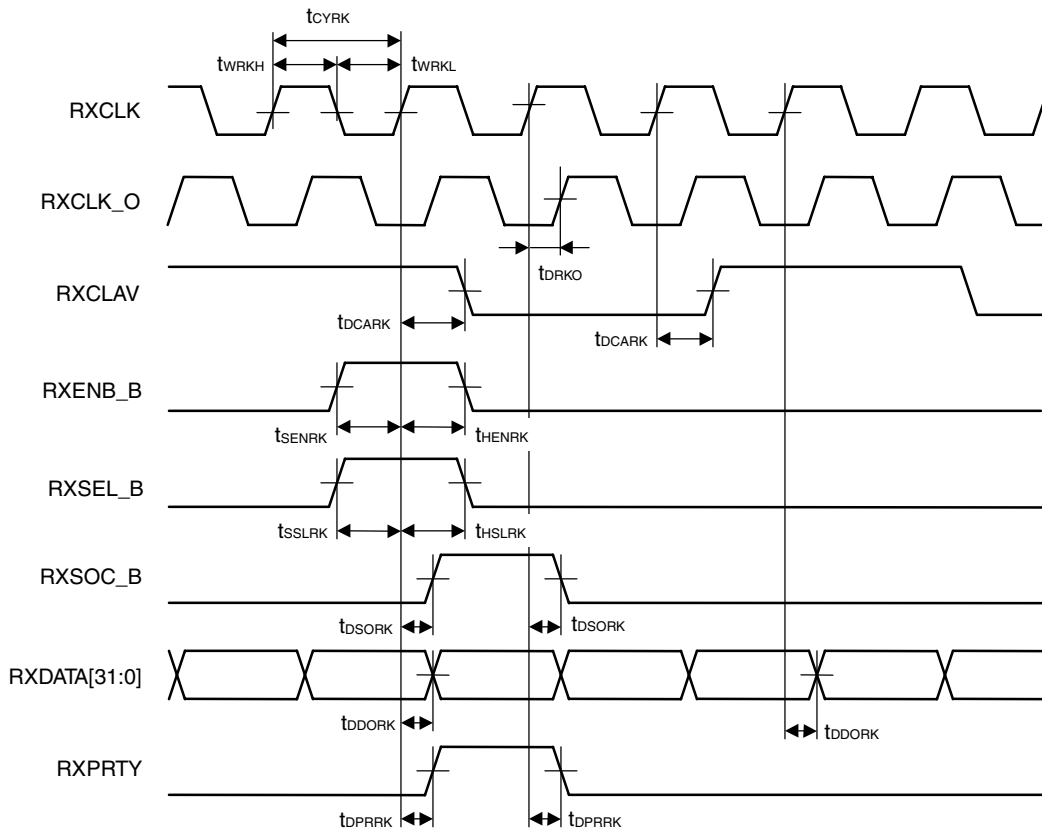 tCYRK
tWRKH tWRKL
RXCLK
RXCLK_O
tDRKO
RXCLAV
tDCARK tDCARK
RXENB_B
tSENRK tHENRK
RXSEL_B
tSSLRK tHSLRK
RXSOC_B
tDSORK tDSORK
RXDATA[31:0]
tDDORK tDDORK
RXPRTY
tDPRRK tDPRRK